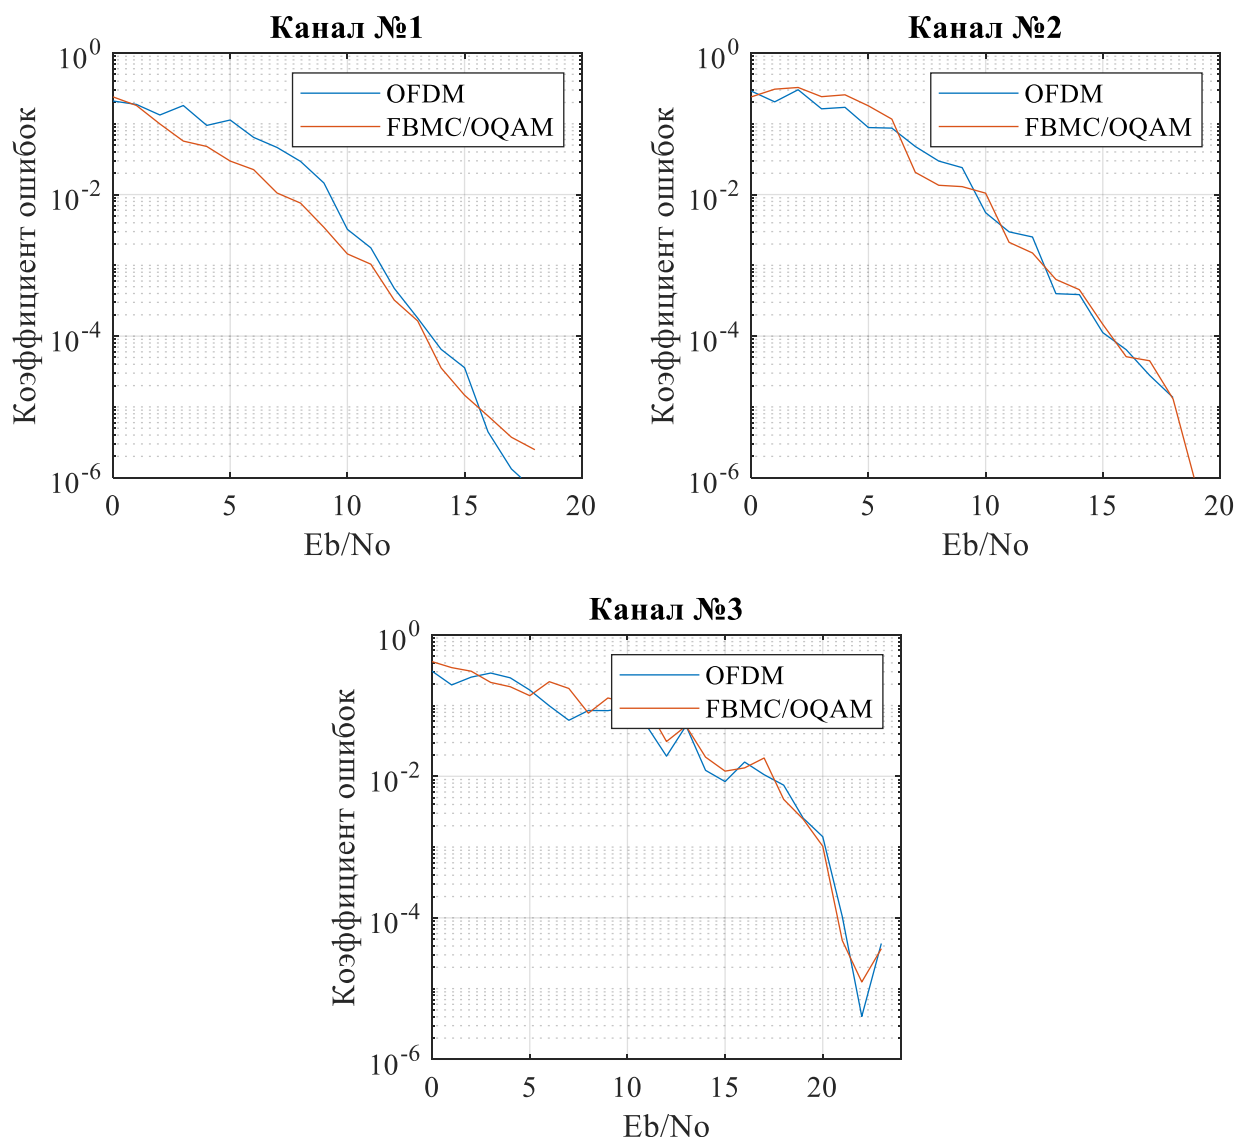 Канал №1
Коэффициент ошибок
10^0
10^-2
10^-4
10^-6
OFDM
FBMC/OQAM
0 5 10 15 20
Eb/No
Канал №2
Коэффициент ошибок
10^0
10^-2
10^-4
10^-6
OFDM
FBMC/OQAM
0 5 10 15 20
Eb/No
Канал №3
Коэффициент ошибок
10^0
10^-2
10^-4
10^-6
OFDM
FBMC/OQAM
0 5 10 15 20
Eb/No